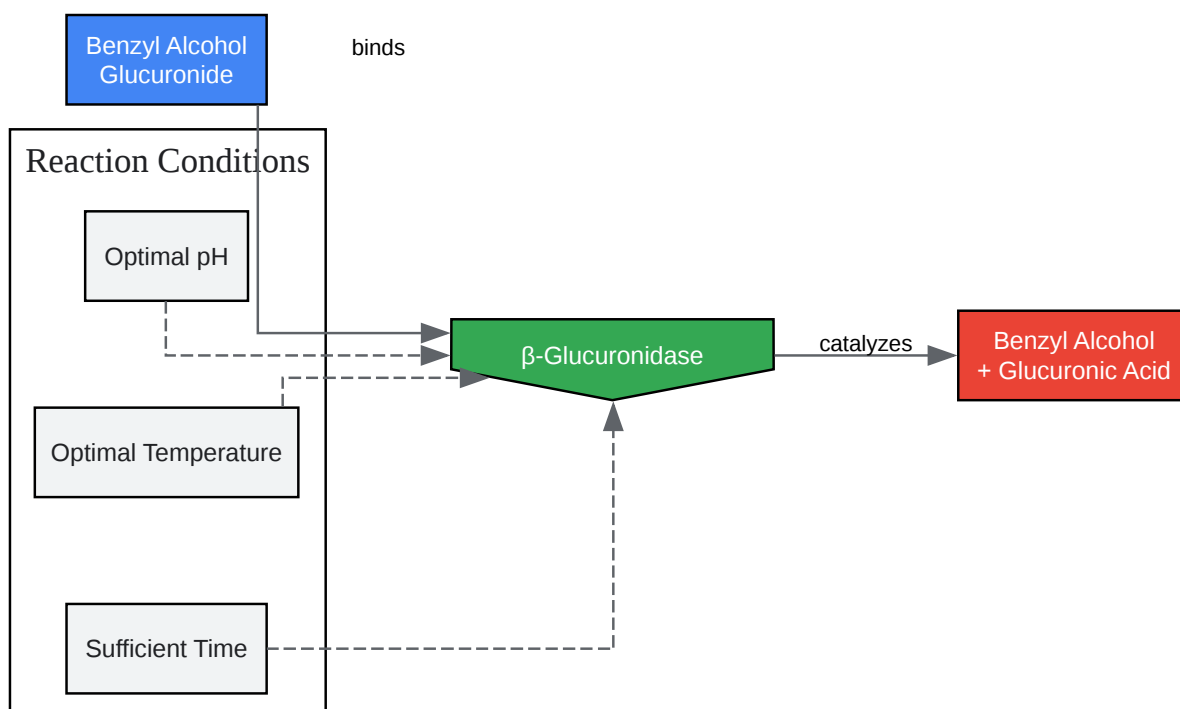 Benzyl Alcohol
Glucuronide
binds
Reaction Conditions
Optimal pH
β-Glucuronidase
catalyzes
Benzyl Alcohol
+ Glucuronic Acid
Optimal Temperature
Sufficient Time